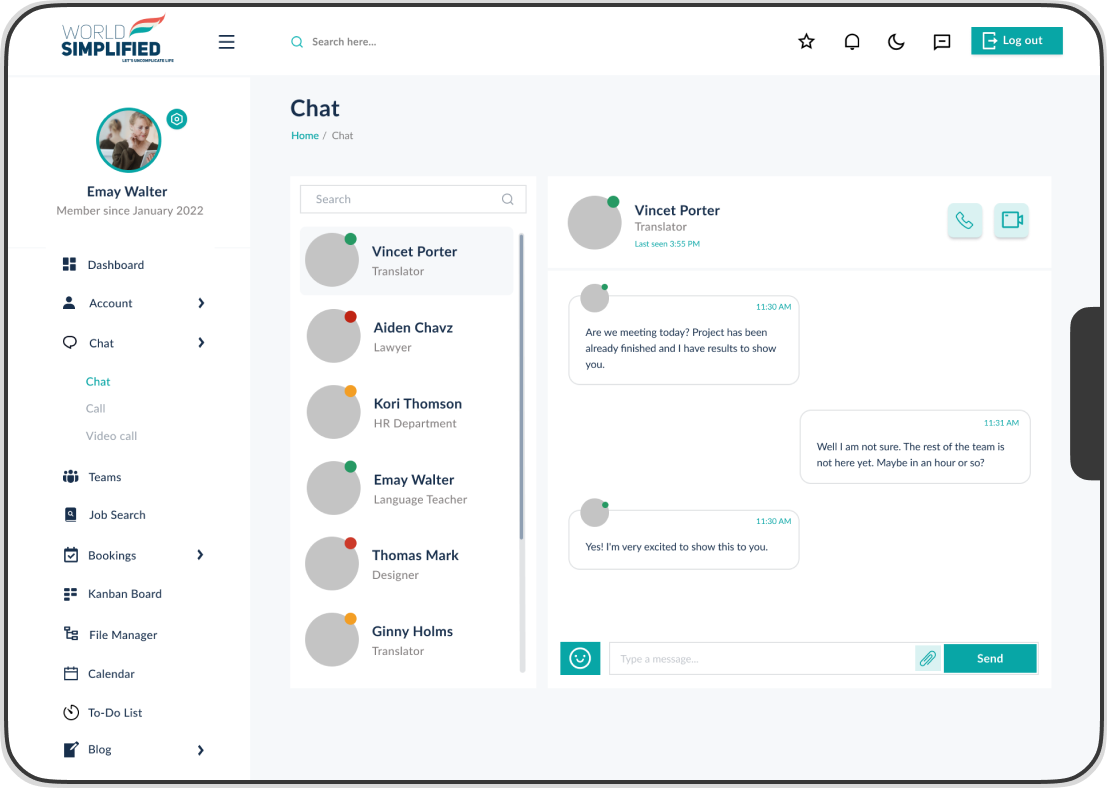 WORLD
SIMPLIFIED
LET'S UNCOMPLICATE LIFE
Search here...
Log out
Emay Walter
Member since January 2022
Dashboard
Account
Chat
Chat
Call
Video call
Teams
Job Search
Bookings
Kanban Board
File Manager
Calendar
To-Do List
Blog
Chat
Home / Chat
Search
Vincet Porter
Translator
Aiden Chavz
Lawyer
Kori Thomson
HR Department
Emay Walter
Language Teacher
Thomas Mark
Designer
Ginny Holms
Translator
Vincet Porter
Translator
Last seen 3:55 PM
11:30 AM
Are we meeting today? Project has been
already finished and I have results to show
you.
11:31 AM
Well I am not sure. The rest of the team is
not here yet. Maybe in an hour or so?
11:30 AM
Yes! I'm very excited to show this to you.
Type a message...
Send